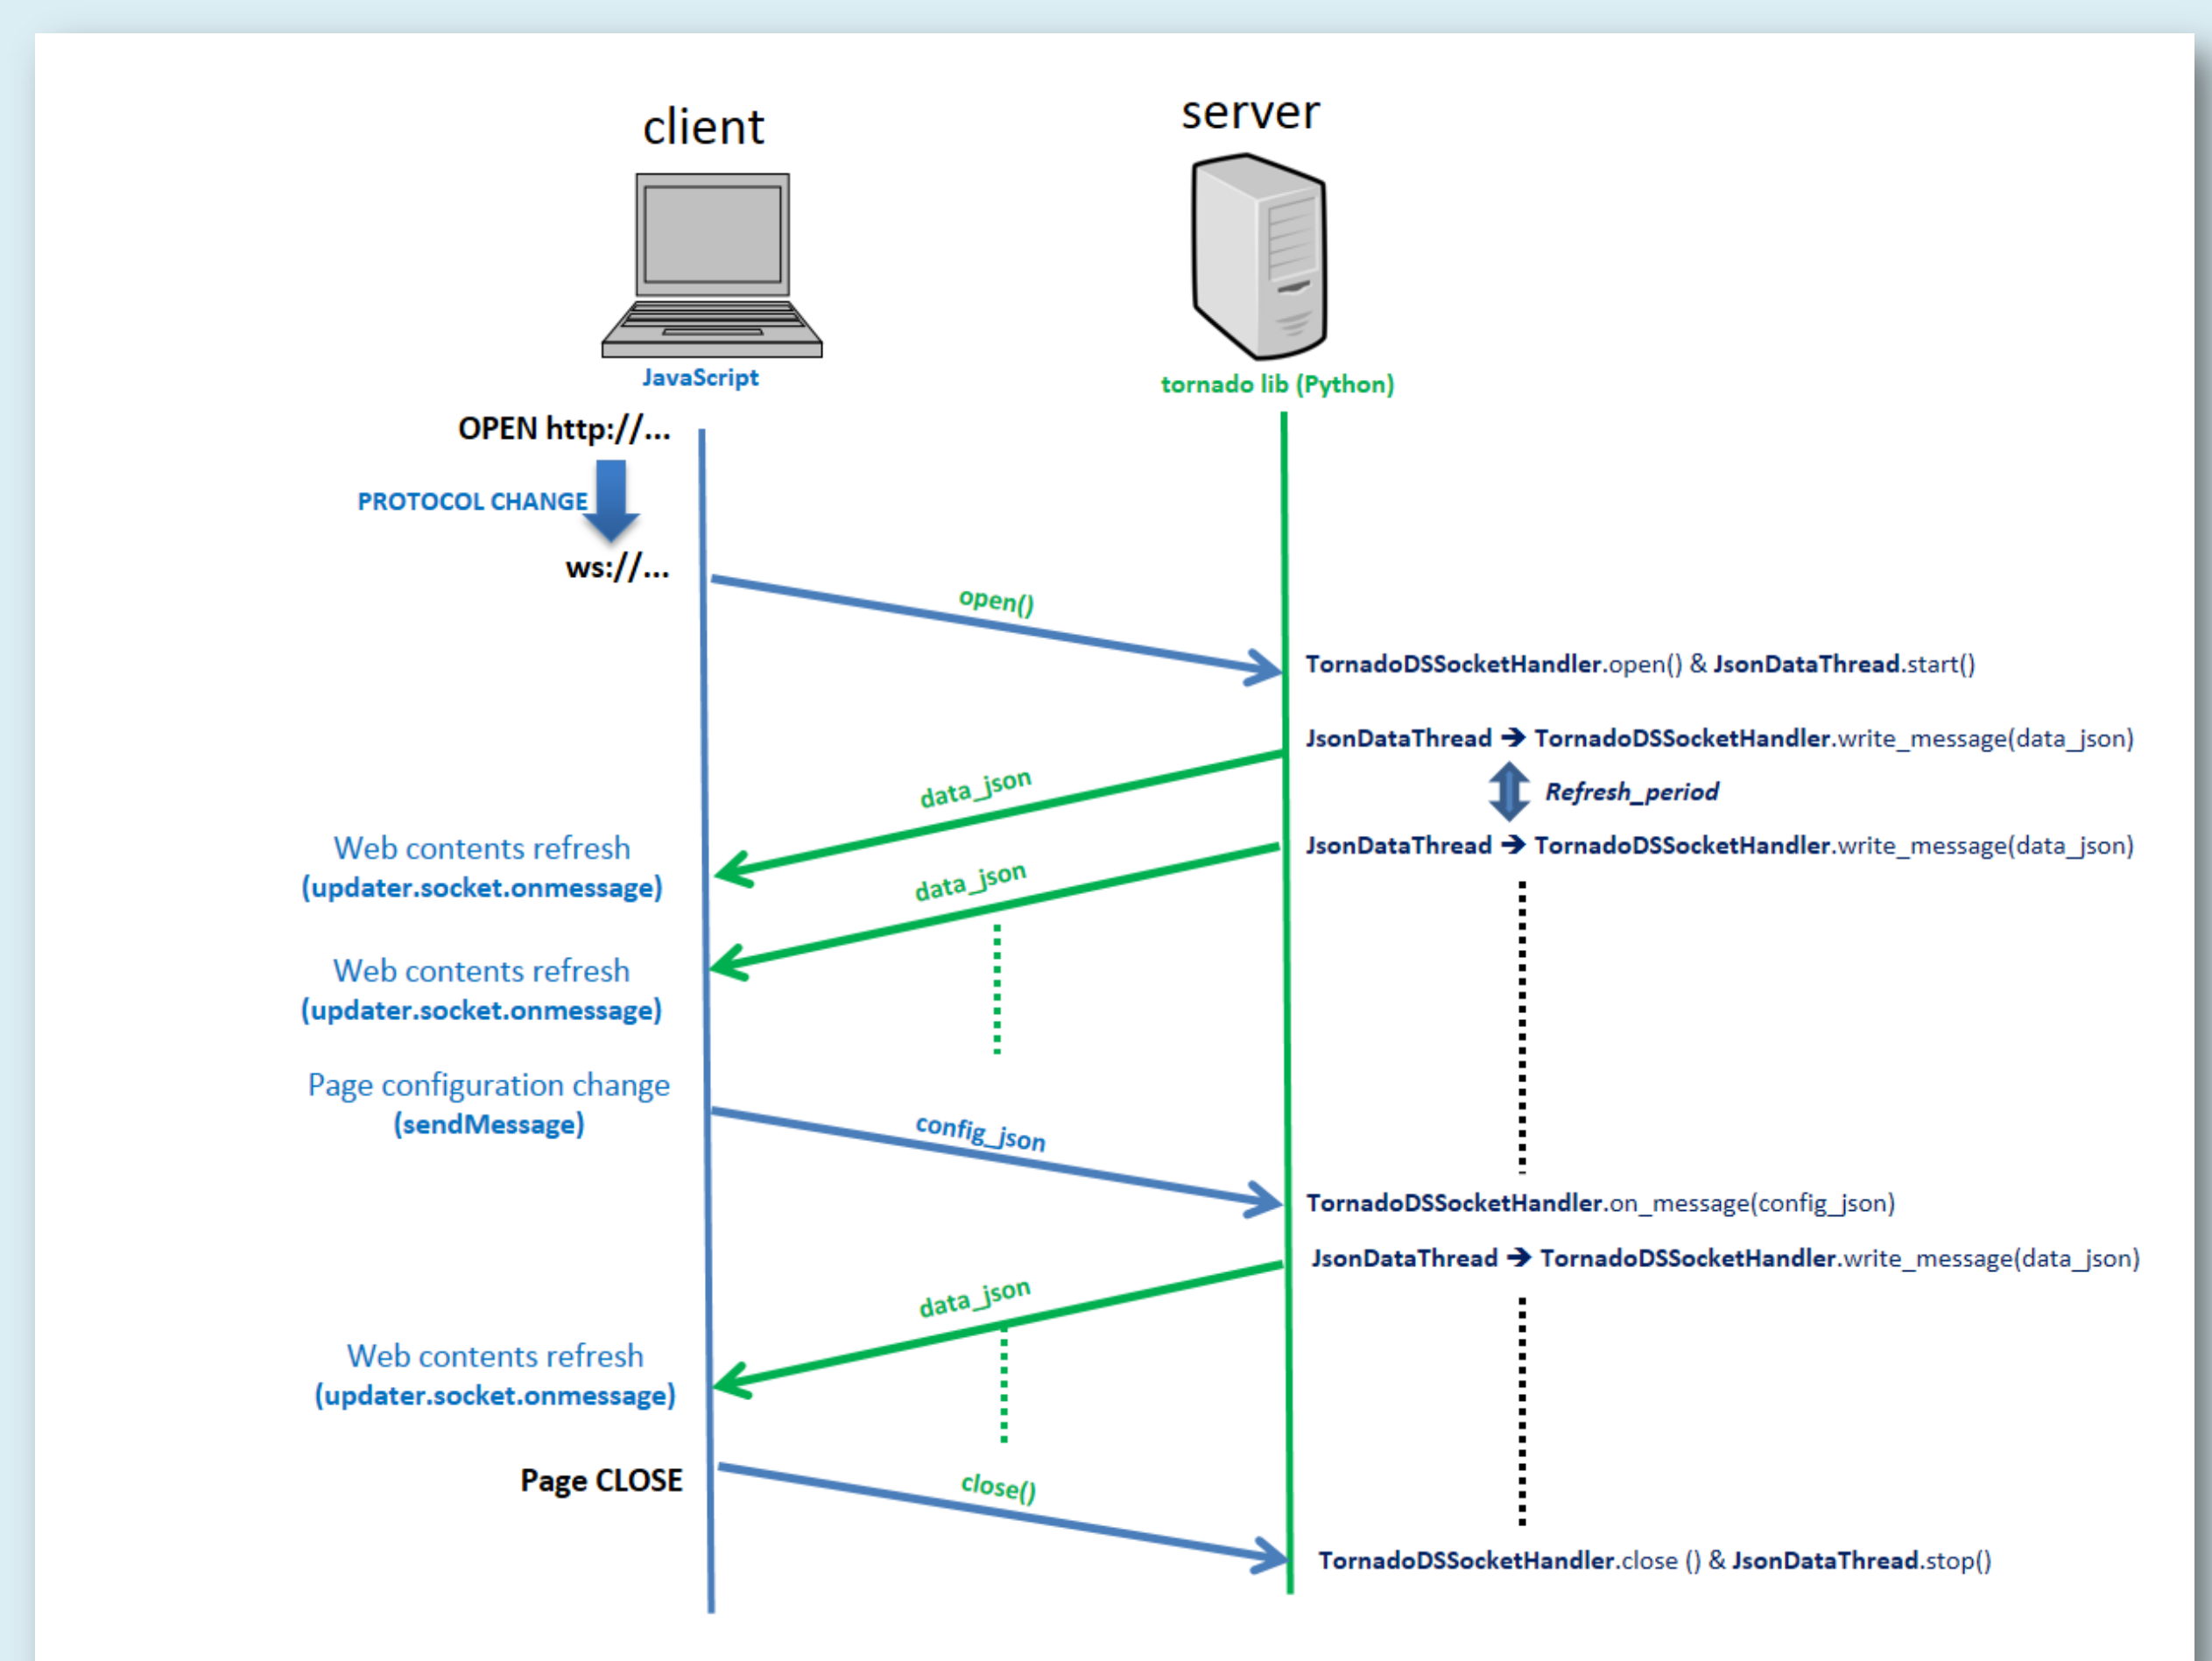 client
server
JavaScript
tornado lib (Python)
OPEN http://...
PROTOCOL CHANGE
ws://...
open()
TornadoDSSocketHandler.open() & JsonDataThread.start()
JsonDataThread ➔ TornadoDSSocketHandler.write_message(data_json)
data_json
Refresh_period
Web contents refresh
(updater.socket.onmessage)
JsonDataThread ➔ TornadoDSSocketHandler.write_message(data_json)
data_json
Web contents refresh
(updater.socket.onmessage)
Page configuration change
(sendMessage)
config_json
TornadoDSSocketHandler.on_message(config_json)
JsonDataThread ➔ TornadoDSSocketHandler.write_message(data_json)
data_json
Web contents refresh
(updater.socket.onmessage)
Page CLOSE
close()
TornadoDSSocketHandler.close () & JsonDataThread.stop()